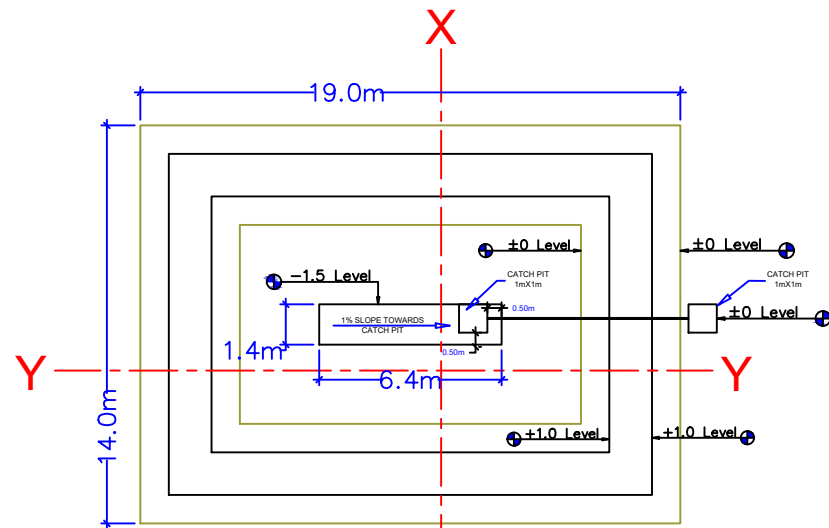 X
19.0m
±0 Level
±0 Level
CATCH PIT
1mX1m
CATCH PIT
1mX1m
-1.5 Level
0.50m
±0 Level
1% SLOPE TOWARDS
CATCH PIT
1.4m
0.50m
Y
6.4m
Y
14.0m
+1.0 Level
+1.0 Level